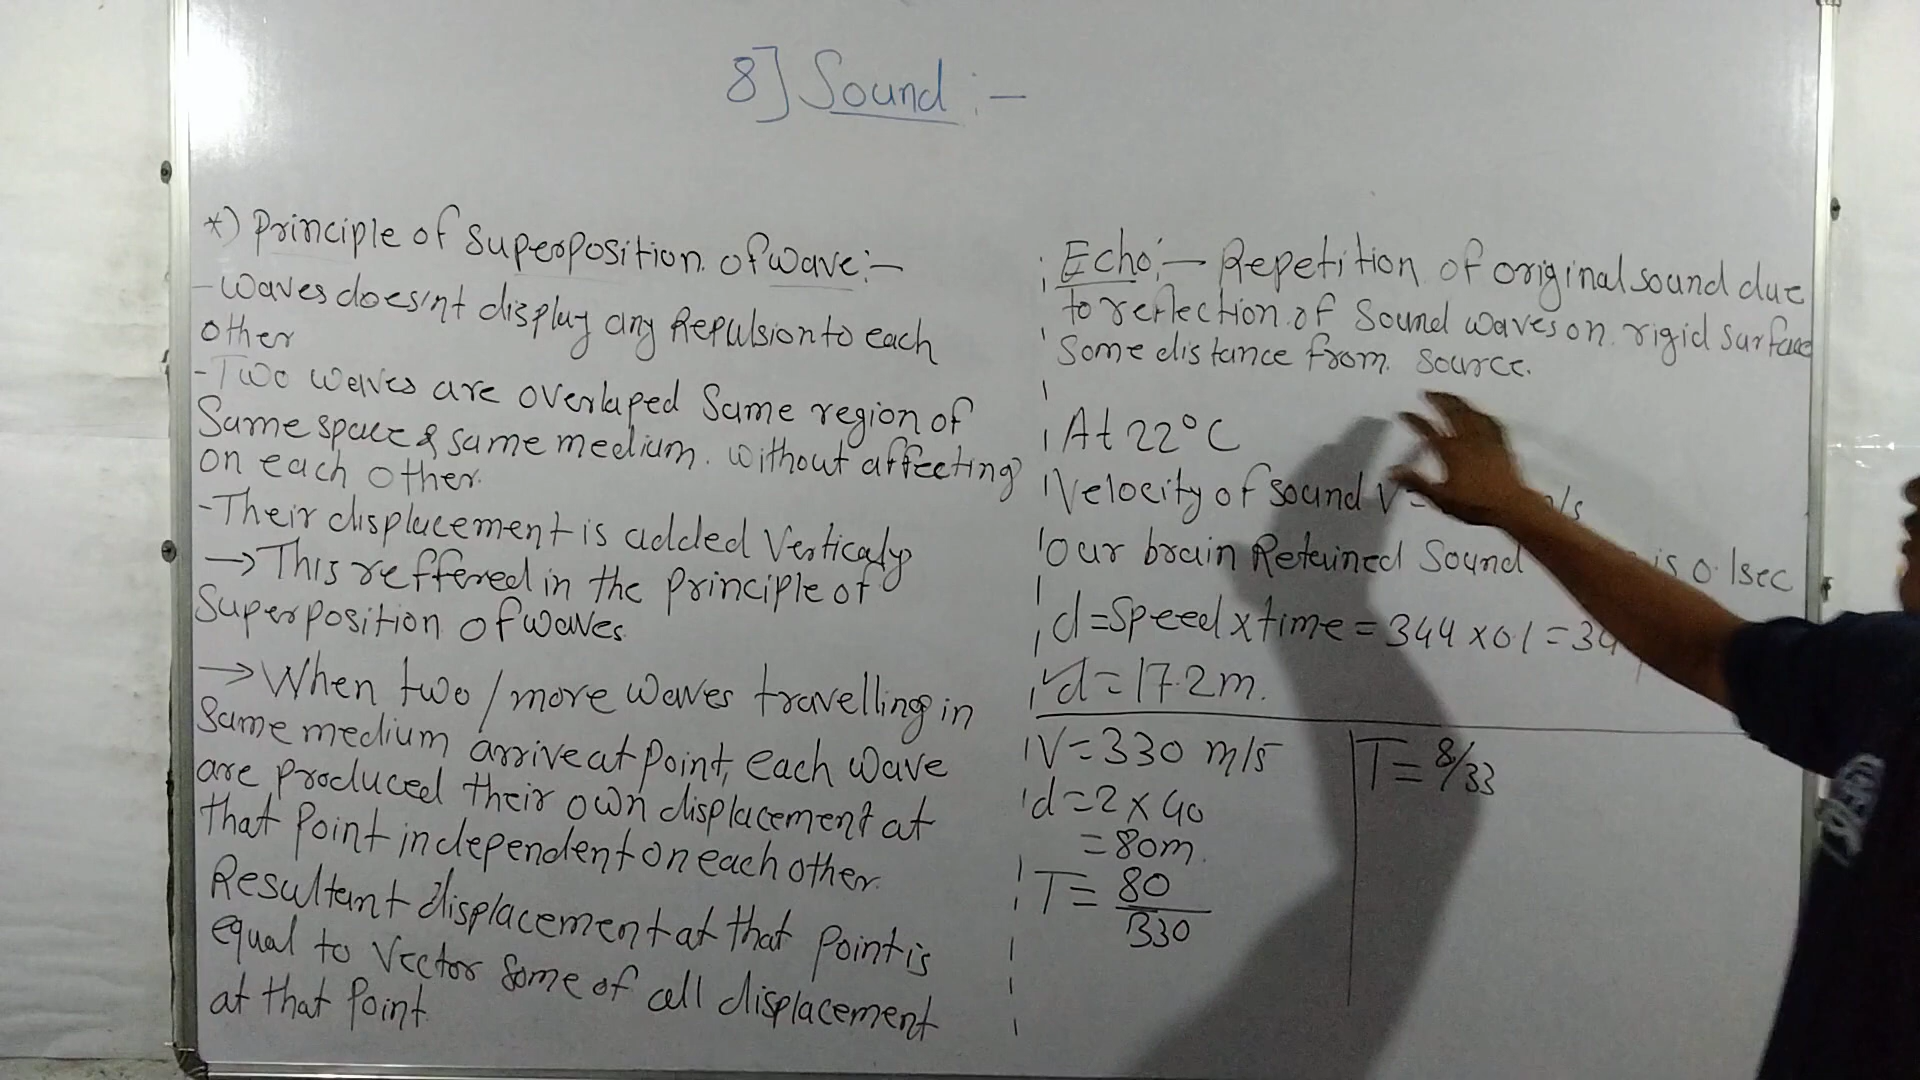 8] Sound :-
*) Principle of Superposition of wave:-
- Waves does'nt display any Repulsion to each
other
- Two waves are overlaped Same region of
Same space & same medium. without affecting
on each other.
- Their displacement is added Verticaly
→ This reffered in the principle of
Superposition of waves.
→ When two / more waves travelling in
Same medium arrive at Point, each wave
are produced their own displacement at
that Point independent on each other.
Resultant displacement at that Point is
equal to Vector Some of all displacement
at that Point.
Echo:- Repetition of original sound due
to reflection of Sound waves on rigid surface
Some distance from source.
At 22°C
Velocity of sound V= /s
Our brain Retained Sound is 0.1sec
d=Speed x time = 344 x 0.1 = 34
d=17.2m.
V=330 m/s
d=2 x 40
=80m.
T= 80
330
T= 8/33